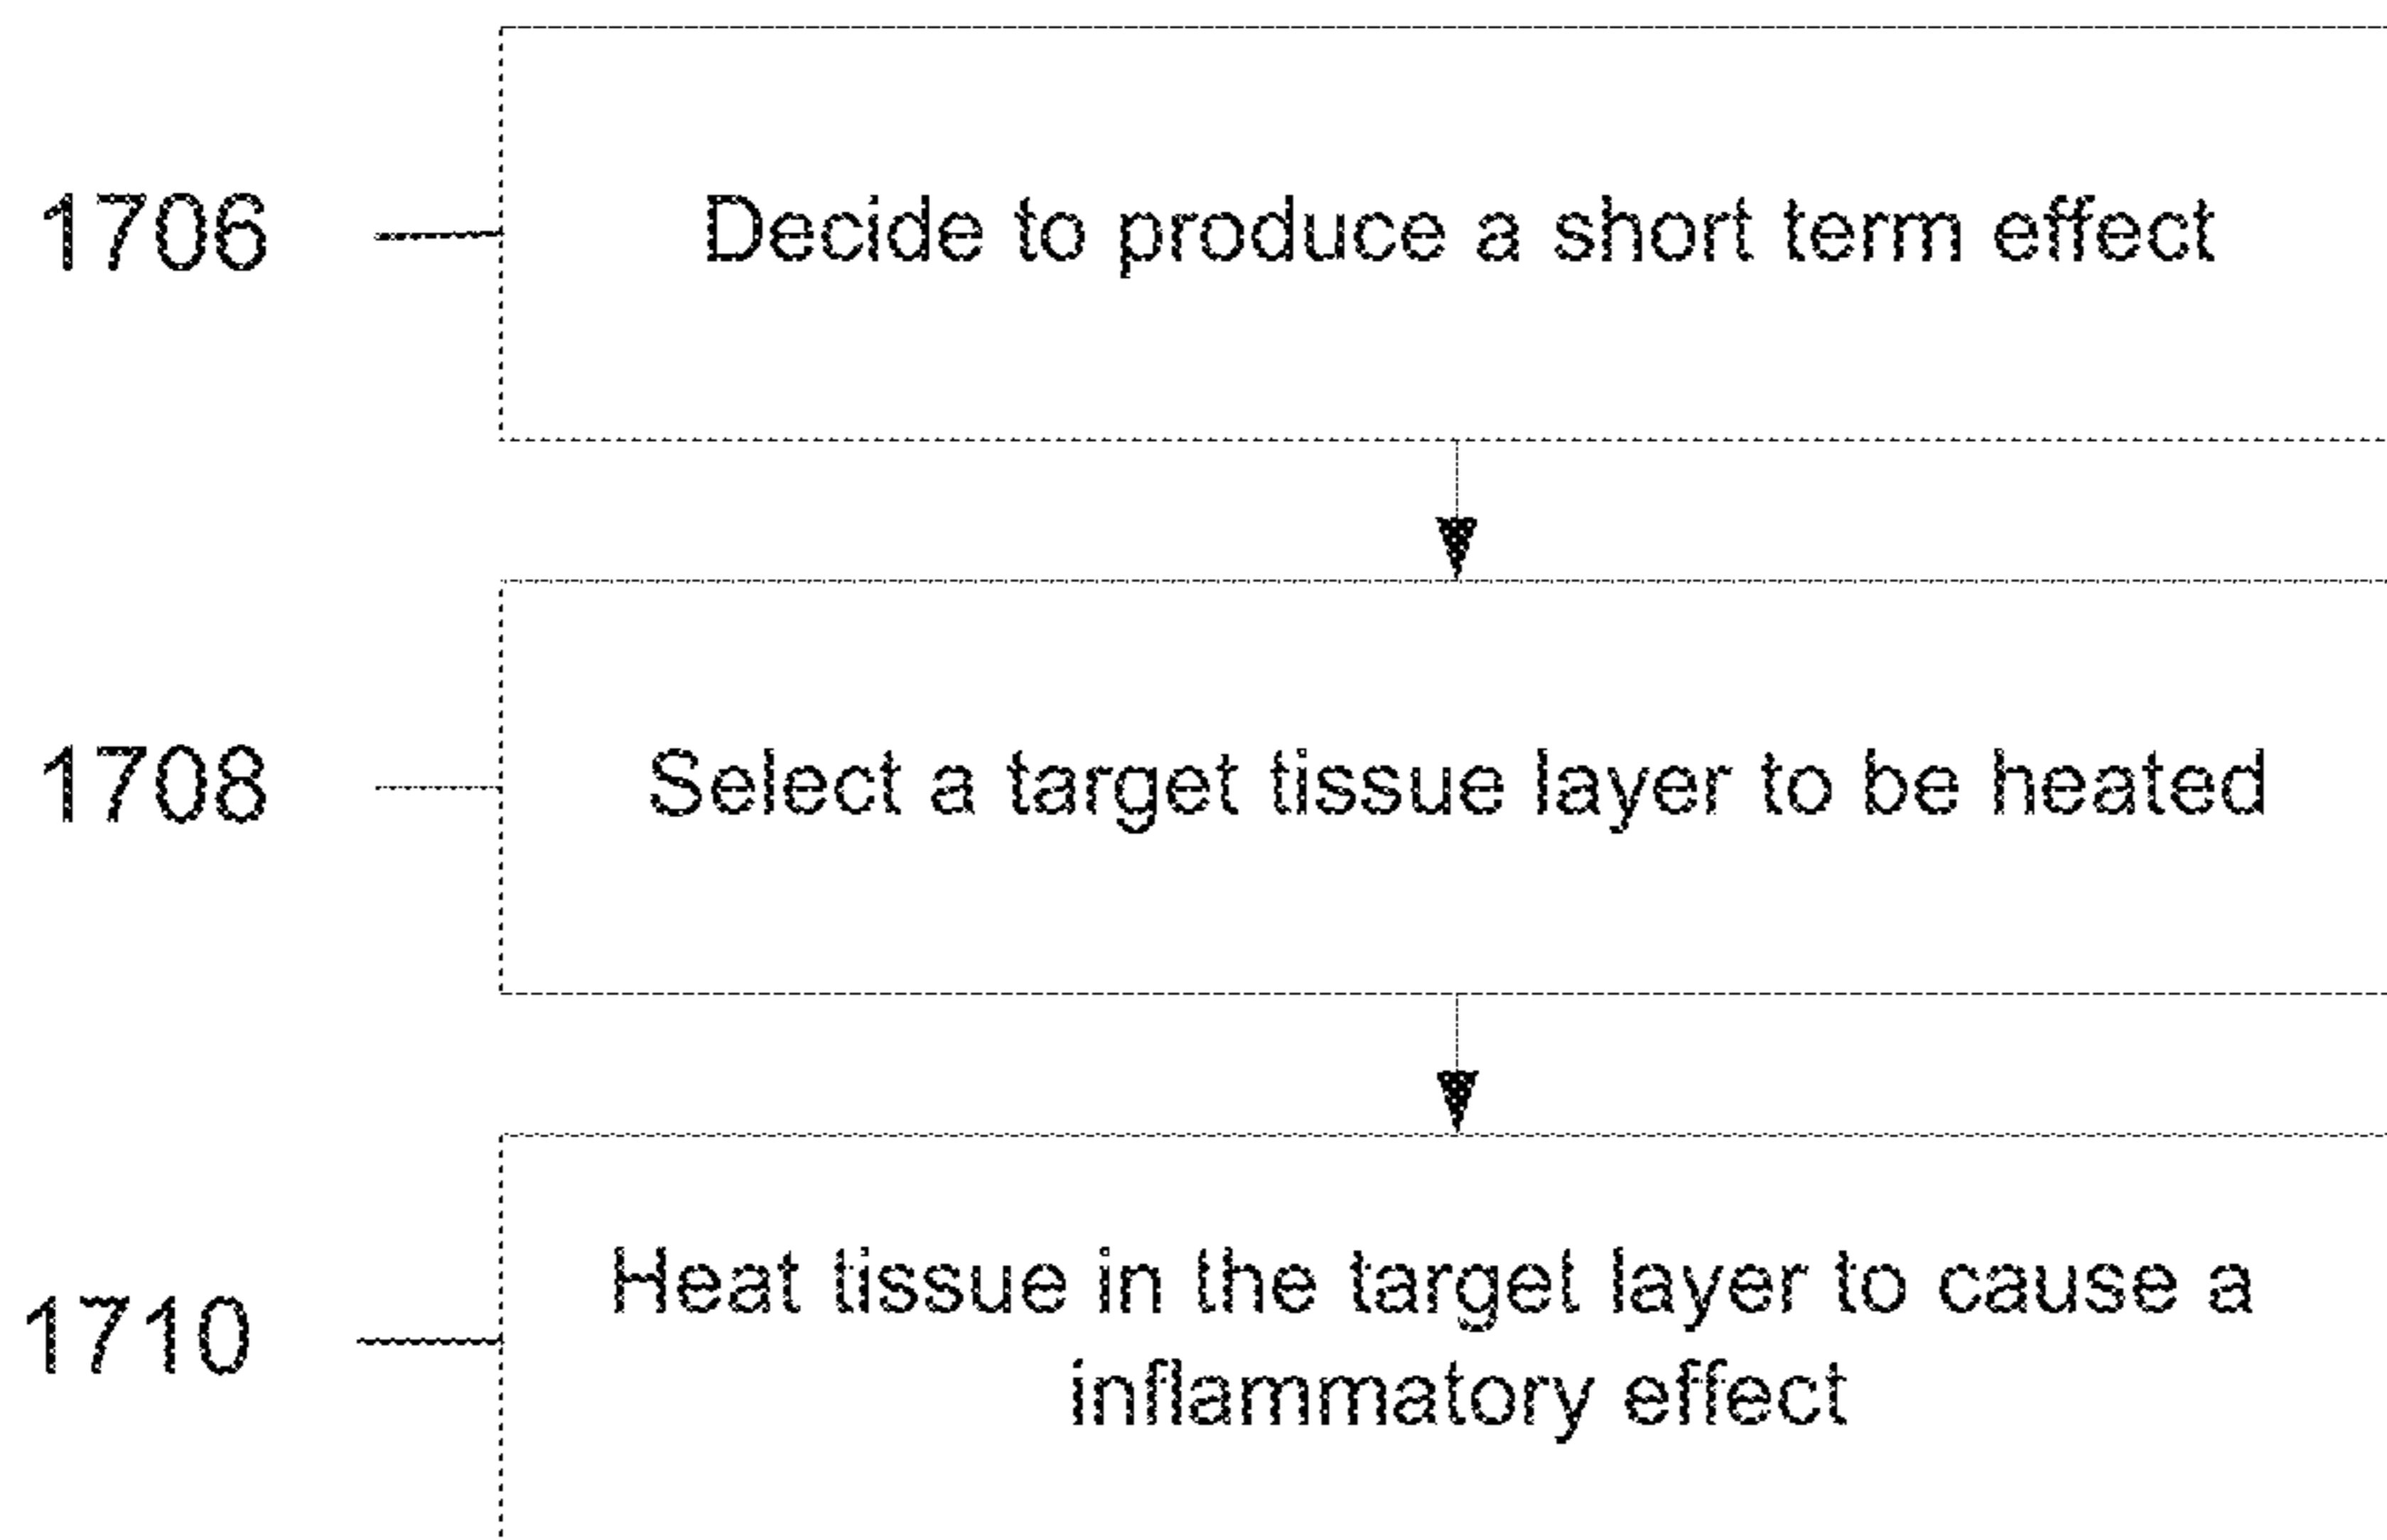 1706
Decide to produce a short term effect
1708
Select a target tissue layer to be heated
1710
Heat tissue in the target layer to cause a
inflammatory effect